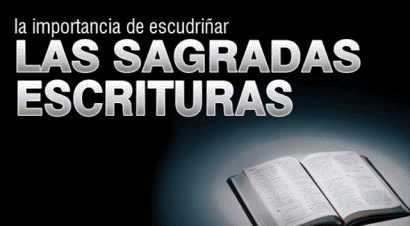 la importancia de escudriñar
LAS SAGRADAS
ESCRITURAS